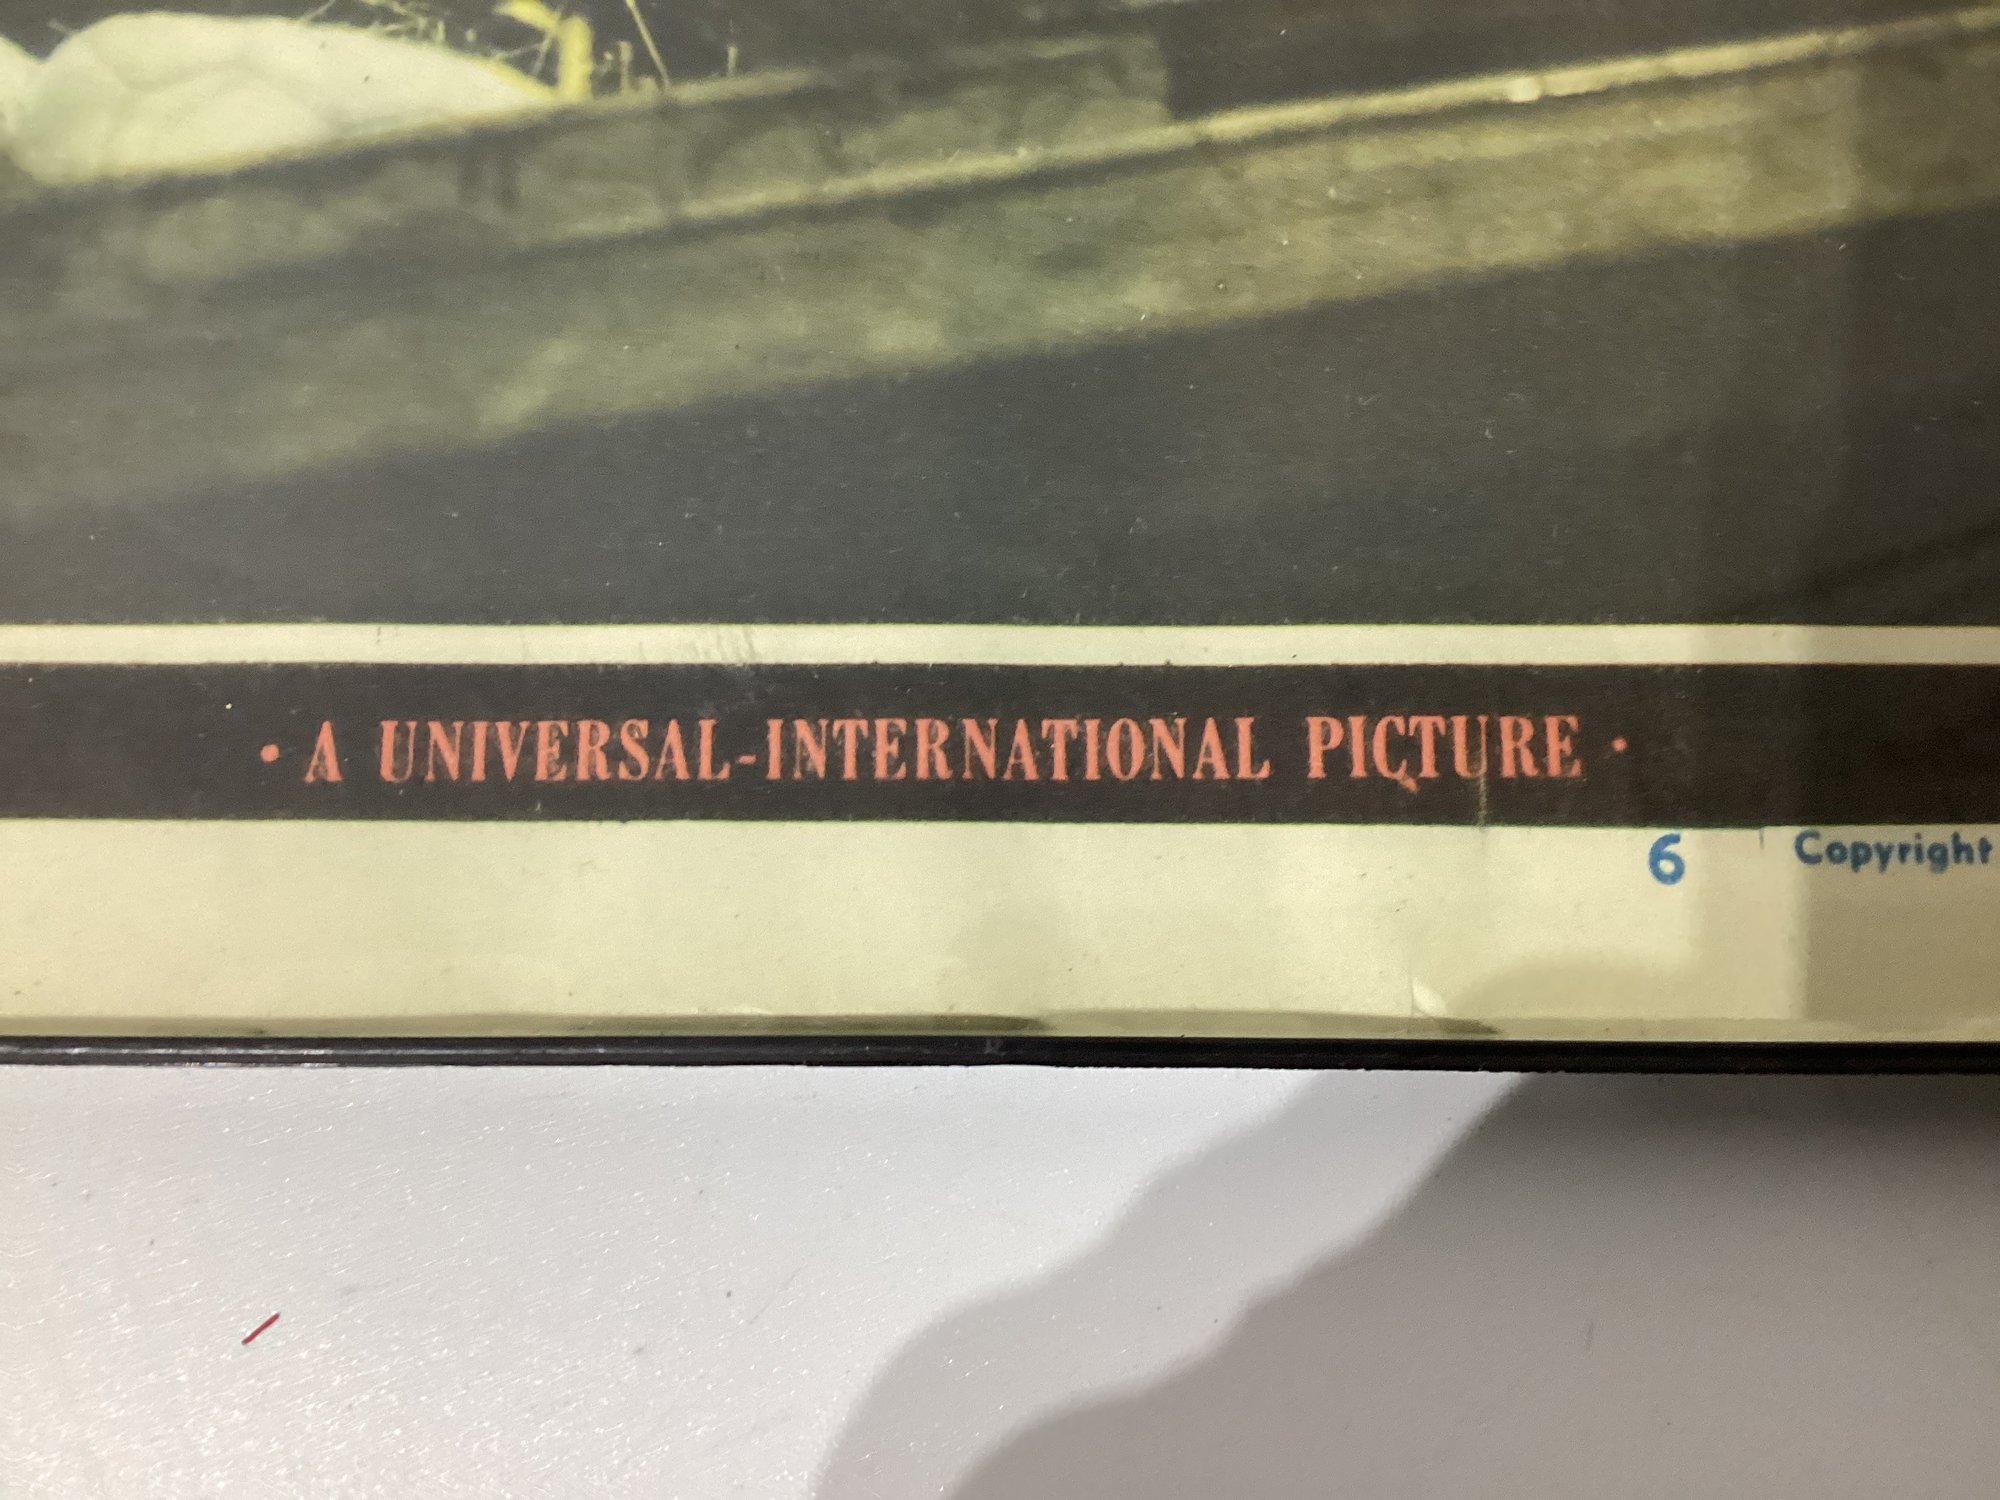 • A UNIVERSAL-INTERNATIONAL PICTURE •
6 Copyright